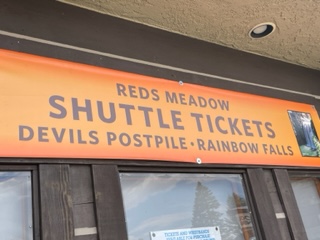 REDS MEADOW
SHUTTLE TICKETS
DEVILS POSTPILE • RAINBOW FALLS